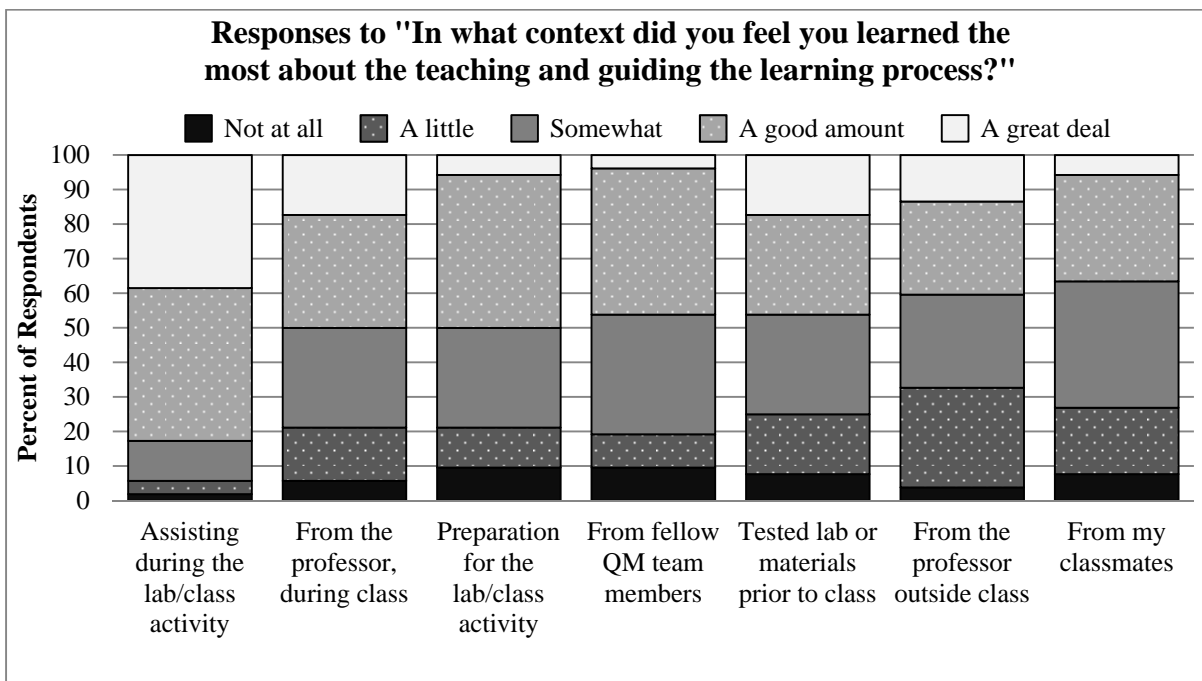 Responses to "In what context did you feel you learned the
most about the teaching and guiding the learning process?"
Not at all A little Somewhat A good amount A great deal
Percent of Respondents
100
90
80
70
60
50
40
30
20
10
0
Assisting
during the
lab/class
activity
From the
professor,
during class
Preparation
for the
lab/class
activity
From fellow
QM team
members
Tested lab or
materials
prior to class
From the
professor
outside class
From my
classmates